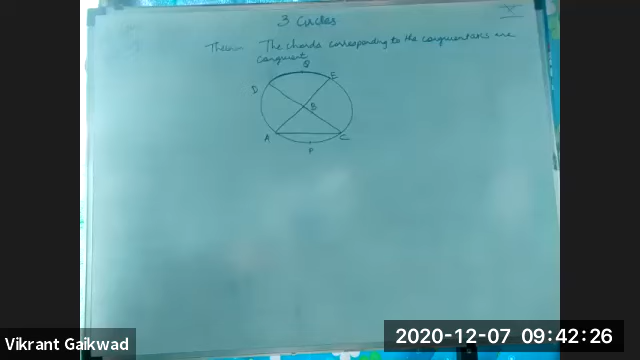 3 Circles
Theorem The chords corresponding to the congruent arcs are
congruent
Q
E
D
B
A
C
P
Vikrant Gaikwad
2020-12-07 09:42:26